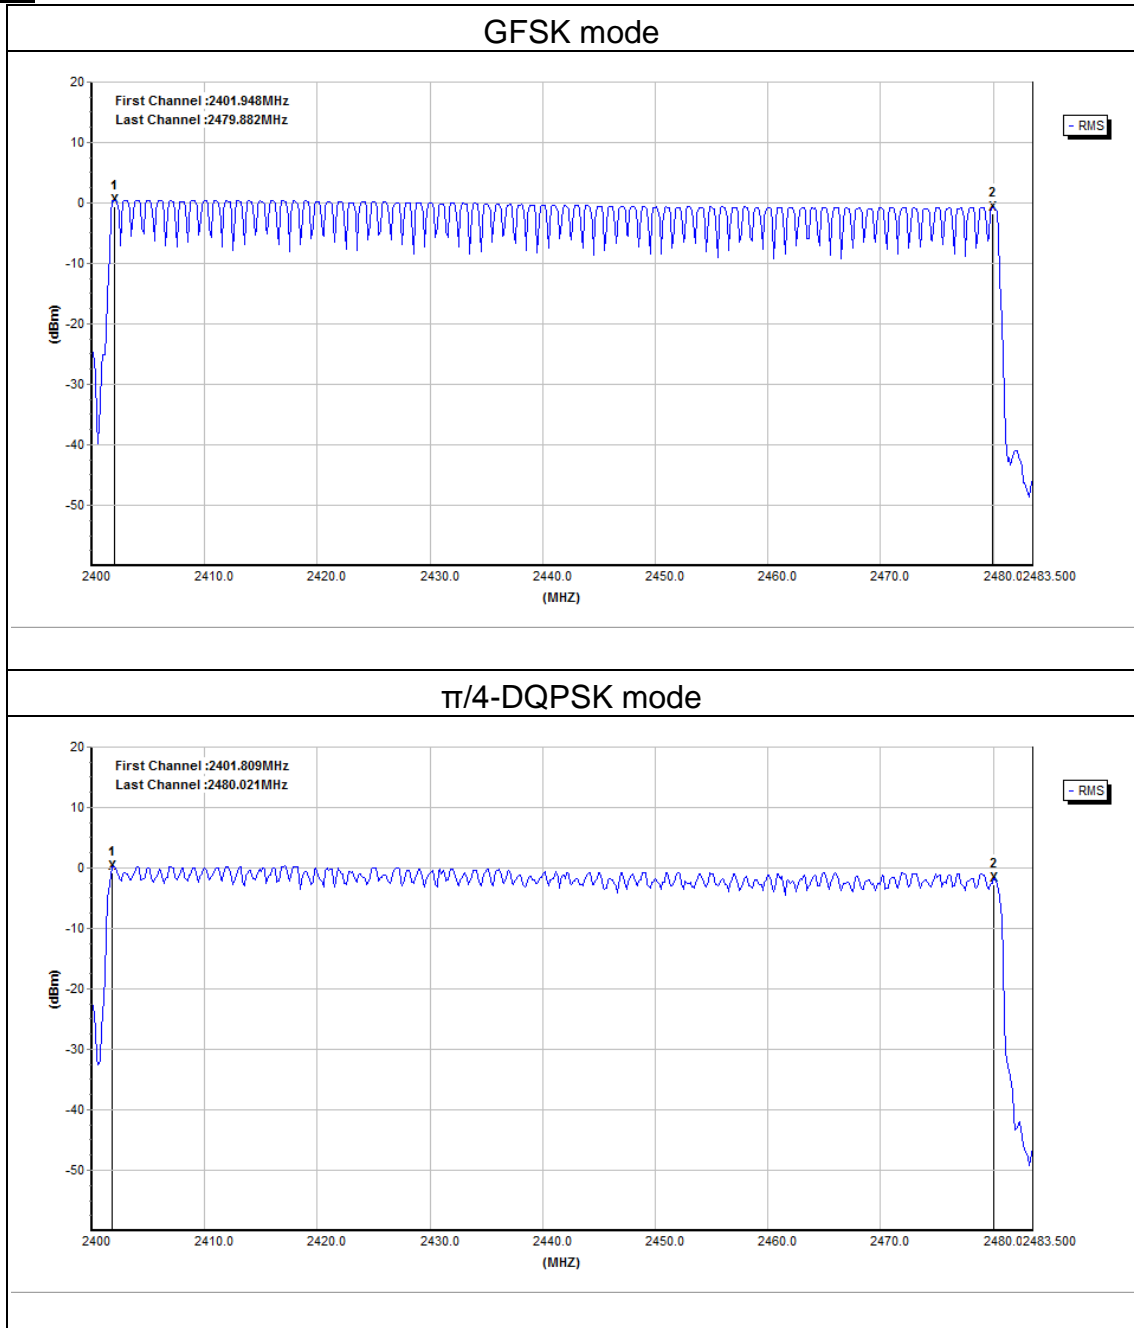 GFSK mode
First Channel :2401.948MHz
Last Channel :2479.882MHz
- RMS
20
10
0
-10
-20
-30
-40
-50
(dBm)
1
2
2400 2410.0 2420.0 2430.0 2440.0 2450.0 2460.0 2470.0 2480.02483.500
(MHZ)
π/4-DQPSK mode
First Channel :2401.809MHz
Last Channel :2480.021MHz
- RMS
20
10
0
-10
-20
-30
-40
-50
(dBm)
1
2
2400 2410.0 2420.0 2430.0 2440.0 2450.0 2460.0 2470.0 2480.02483.500
(MHZ)